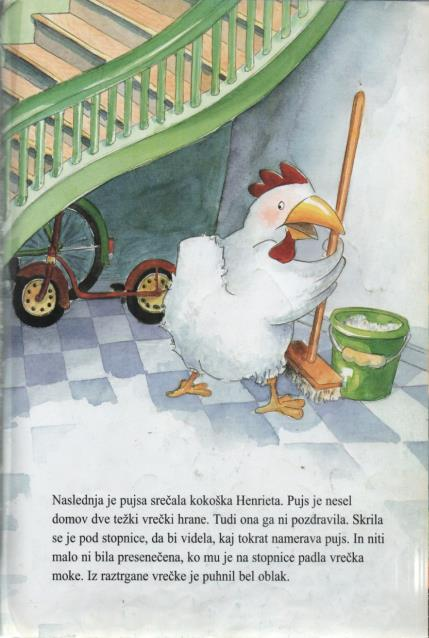 Naslednja je pujsa srečala kokoška Henrieta. Pujs je nesel
domov dve težki vrečki hrane. Tudi ona ga ni pozdravila. Skrila
se je pod stopnice, da bi videla, kaj tokrat namerava pujs. In niti
malo ni bila presenečena, ko mu je na stopnice padla vrečka
moke. Iz raztrgane vrečke je puhnil bel oblak.